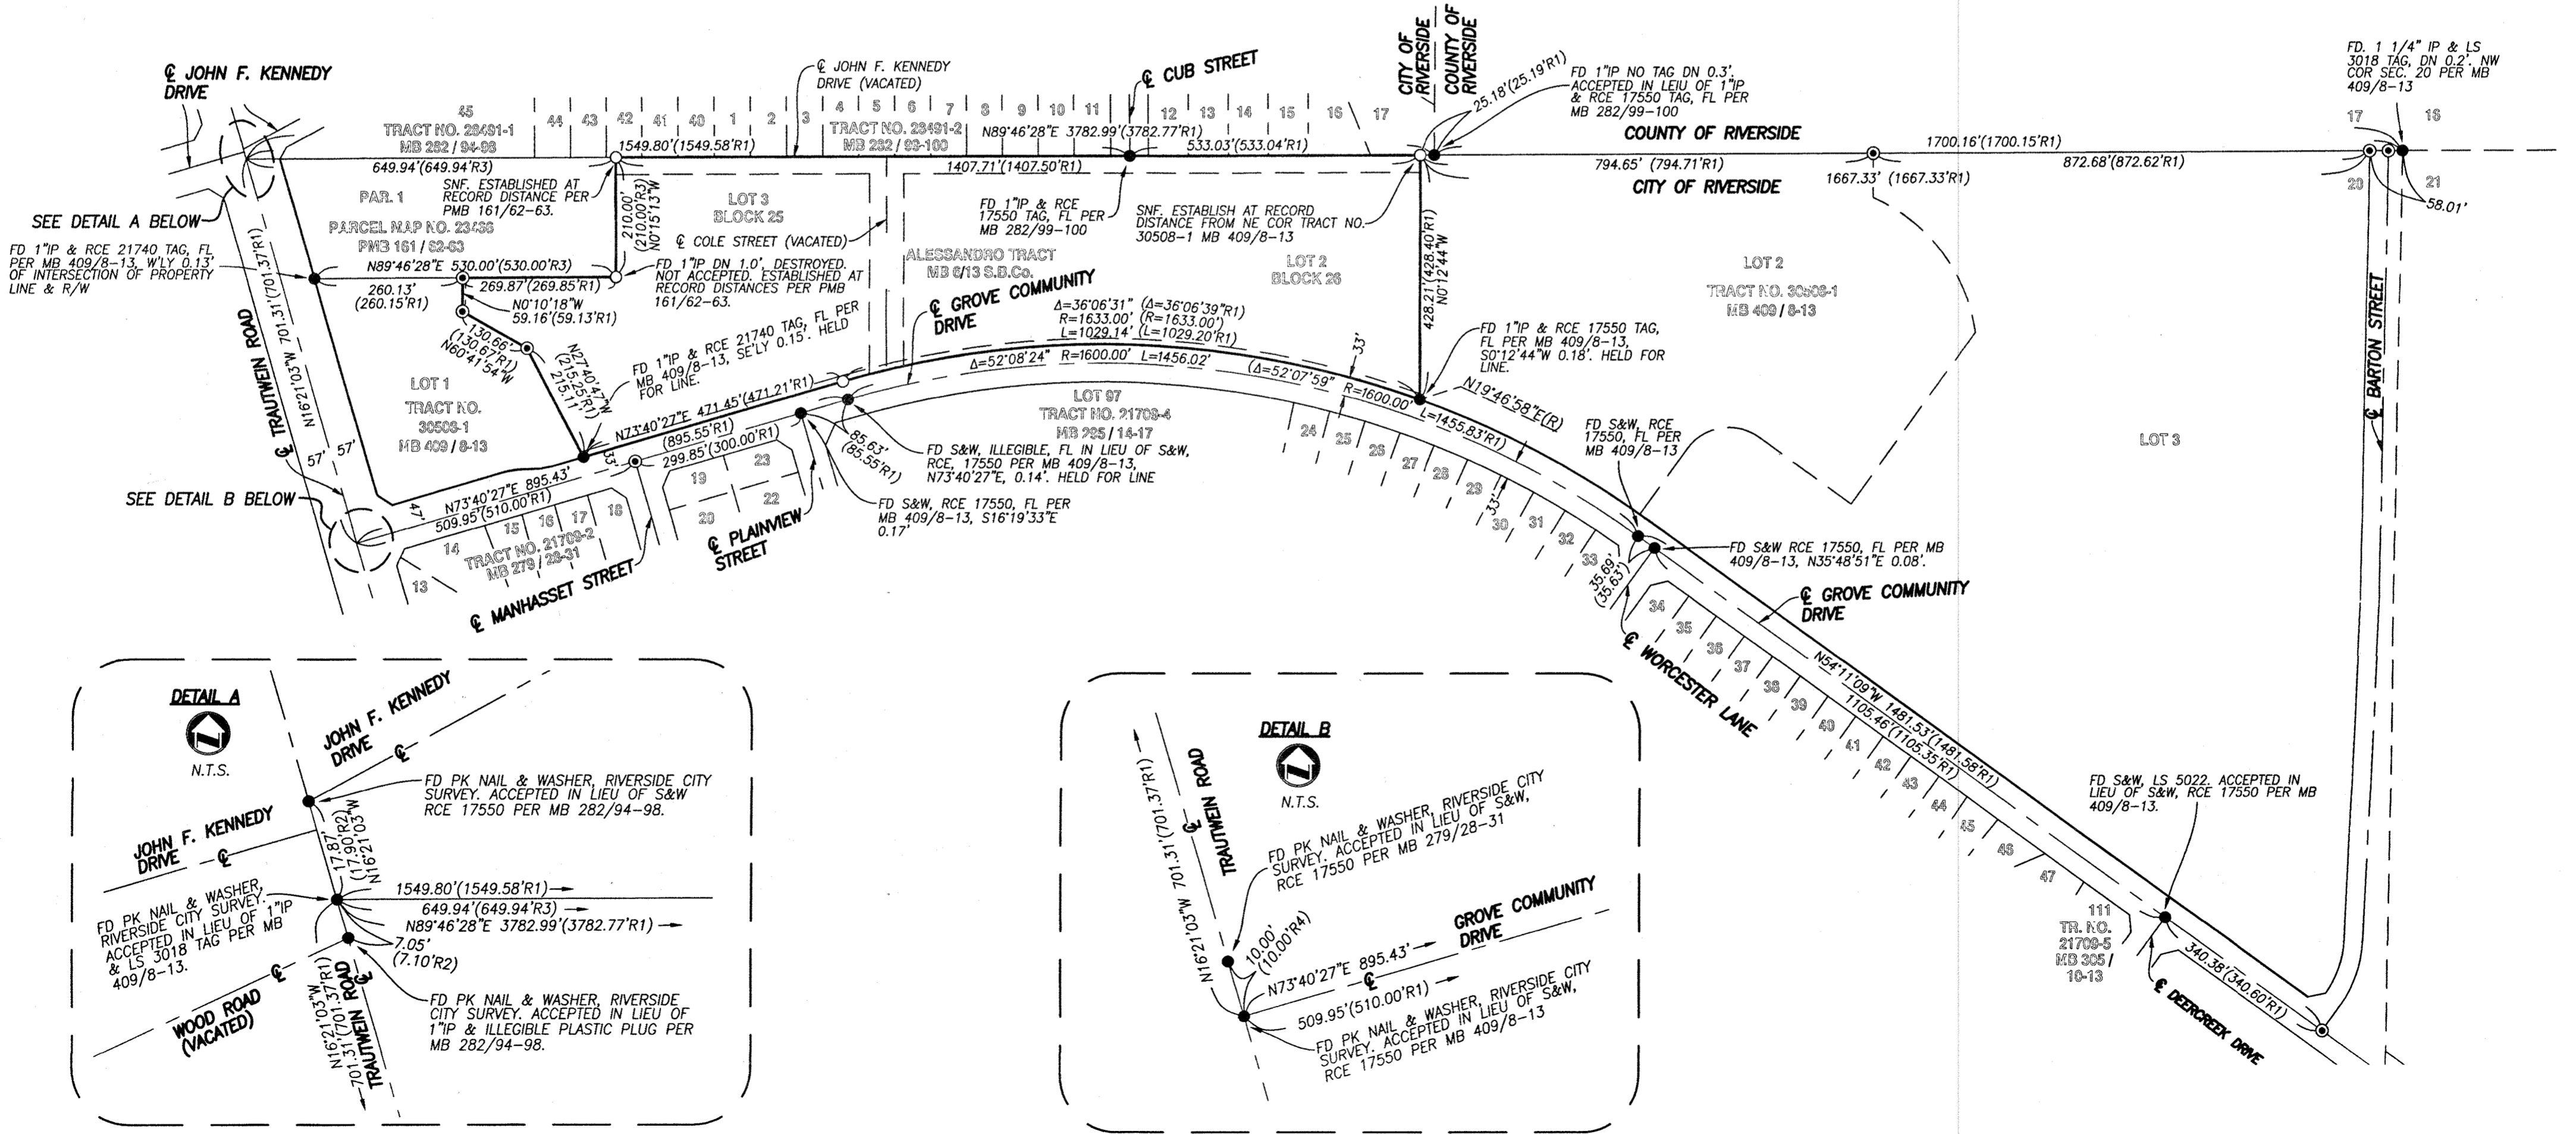 ℄ JOHN F. KENNEDY
DRIVE
℄ JOHN F. KENNEDY
DRIVE (VACATED)
℄ CUB STREET
CITY OF
RIVERSIDE
COUNTY OF
RIVERSIDE
25.18'(25.19'R1)
FD 1"IP NO TAG DN 0.3'.
ACCEPTED IN LEIU OF 1"IP
& RCE 17550 TAG, FL PER
MB 282/99-100
FD. 1 1/4" IP & LS
3018 TAG, DN 0.2'. NW
COR SEC. 20 PER MB
409/8-13
45
44
43
42
41
40
1
2
3
4
5
6
7
8
9
10
11
12
13
14
15
16
17
17
16
20
21
TRACT NO. 28491-1
MB 282 / 94-98
TRACT NO. 28491-2
MB 282 / 99-100
N89°46'28"E 3782.99'(3782.77'R1)
COUNTY OF RIVERSIDE
CITY OF RIVERSIDE
649.94'(649.94'R3)
1549.80'(1549.58'R1)
1407.71'(1407.50'R1)
533.03'(533.04'R1)
794.65' (794.71'R1)
1700.16'(1700.15'R1)
1667.33' (1667.33'R1)
872.68'(872.62'R1)
58.01'
SEE DETAIL A BELOW
PAR. 1
PARCEL MAP NO. 23486
PMB 161 / 62-63
SNF. ESTABLISHED AT
RECORD DISTANCE PER
PMB 161/62-63.
210.00'
(210.00'R3)
N0°15'13"W
LOT 3
BLOCK 25
℄ COLE STREET (VACATED)
FD 1"IP & RCE
17550 TAG, FL PER
MB 282/99-100
SNF. ESTABLISH AT RECORD
DISTANCE FROM NE COR TRACT NO.
30508-1 MB 409/8-13
FD 1"IP & RCE 21740 TAG, FL
PER MB 409/8-13, W'LY 0.13'
OF INTERSECTION OF PROPERTY
LINE & R/W
N89°46'28"E 530.00'(530.00'R3)
260.13'
(260.15'R1)
269.87'(269.85'R1)
N0°10'18"W
59.16'(59.13'R1)
FD 1"IP DN 1.0', DESTROYED.
NOT ACCEPTED. ESTABLISHED AT
RECORD DISTANCES PER PMB
161/62-63.
ALESSANDRO TRACT
MB 6/13 S.B.Co.
LOT 2
BLOCK 26
428.21'(428.40'R1)
N0°12'44"W
LOT 2
TRACT NO. 30508-1
MB 409 / 8-13
130.66'
(130.67'R1)
N60°41'54"W
N27°40'47"W
(215.25'R1)
215.11'
FD 1"IP & RCE 21740 TAG, FL PER
MB 409/8-13, SE'LY 0.15'. HELD
FOR LINE.
℄ GROVE COMMUNITY
DRIVE
Δ=36°06'31" (Δ=36°06'39"R1)
R=1633.00' (R=1633.00')
L=1029.14' (L=1029.20'R1)
Δ=52°08'24" R=1600.00' L=1456.02'
(Δ=52°07'59" R=1600.00' L=1455.83'R1)
33'
FD 1"IP & RCE 17550 TAG,
FL PER MB 409/8-13,
S0°12'44"W 0.18'. HELD FOR
LINE.
N19°46'58"E(R)
℄ TRAUTWEIN ROAD
N16°21'03"W 701.31'(701.37'R1)
57' 57'
LOT 1
TRACT NO.
30508-1
MB 409 / 8-13
N73°40'27"E 471.45'(471.21'R1)
(895.55'R1)
299.85'(300.00'R1)
33'
85.63'
(85.55'R1)
LOT 97
TRACT NO. 21709-4
MB 295 / 14-17
FD S&W, ILLEGIBLE, FL IN LIEU OF S&W,
RCE, 17550 PER MB 409/8-13,
N73°40'27"E, 0.14'. HELD FOR LINE
FD S&W, RCE 17550, FL PER
MB 409/8-13, S16°19'33"E
0.17'
SEE DETAIL B BELOW
47'
N73°40'27"E 895.43'
509.95'(510.00'R1)
13
14
15
16
17
18
19
20
22
23
TRACT NO. 21709-2
MB 279 / 28-31
℄ MANHASSET STREET
℄ PLAINVIEW
STREET
24
25
26
27
28
29
30
31
32
33
33'
FD S&W, RCE
17550, FL PER
MB 409/8-13
FD S&W RCE 17550, FL PER MB
409/8-13, N35°48'51"E 0.08'.
35.69'
(35.63')
℄ WORCESTER LANE
℄ GROVE COMMUNITY
DRIVE
34
35
36
37
38
39
40
41
42
43
44
45
46
47
N54°11'09"W 1481.53'(1481.58'R1)
1105.46'(1105.35'R1)
LOT 3
℄ BARTON STREET
FD S&W, LS 5022. ACCEPTED IN
LIEU OF S&W, RCE 17550 PER MB
409/8-13.
111
TR. NO.
21709-5
MB 305 /
10-13
340.38'(340.60'R1)
℄ DEERCREEK DRIVE
DETAIL A
N.T.S.
JOHN F. KENNEDY
DRIVE
℄
JOHN F. KENNEDY
DRIVE
℄
FD PK NAIL & WASHER, RIVERSIDE CITY
SURVEY. ACCEPTED IN LIEU OF S&W
RCE 17550 PER MB 282/94-98.
17.87'
(17.90'R2)
N16°21'03"W
FD PK NAIL & WASHER,
RIVERSIDE CITY SURVEY.
ACCEPTED IN LIEU OF 1"IP
& LS 3018 TAG PER MB
409/8-13.
1549.80'(1549.58'R1)
649.94'(649.94'R3)
N89°46'28"E 3782.99'(3782.77'R1)
7.05'
(7.10'R2)
WOOD ROAD
(VACATED)
℄
N16°21'03"W
701.31'(701.37'R1)
TRAUTWEIN ROAD
℄
FD PK NAIL & WASHER, RIVERSIDE
CITY SURVEY. ACCEPTED IN LIEU OF
1"IP & ILLEGIBLE PLASTIC PLUG PER
MB 282/94-98.
DETAIL B
N.T.S.
TRAUTWEIN ROAD
℄
N16°21'03"W 701.31'(701.37'R1)
FD PK NAIL & WASHER, RIVERSIDE CITY
SURVEY. ACCEPTED IN LIEU OF S&W,
RCE 17550 PER MB 279/28-31
10.00'
(10.00'R4)
GROVE COMMUNITY
DRIVE
℄
N73°40'27"E 895.43'
509.95'(510.00'R1)
FD PK NAIL & WASHER, RIVERSIDE CITY
SURVEY. ACCEPTED IN LIEU OF S&W,
RCE 17550 PER MB 409/8-13